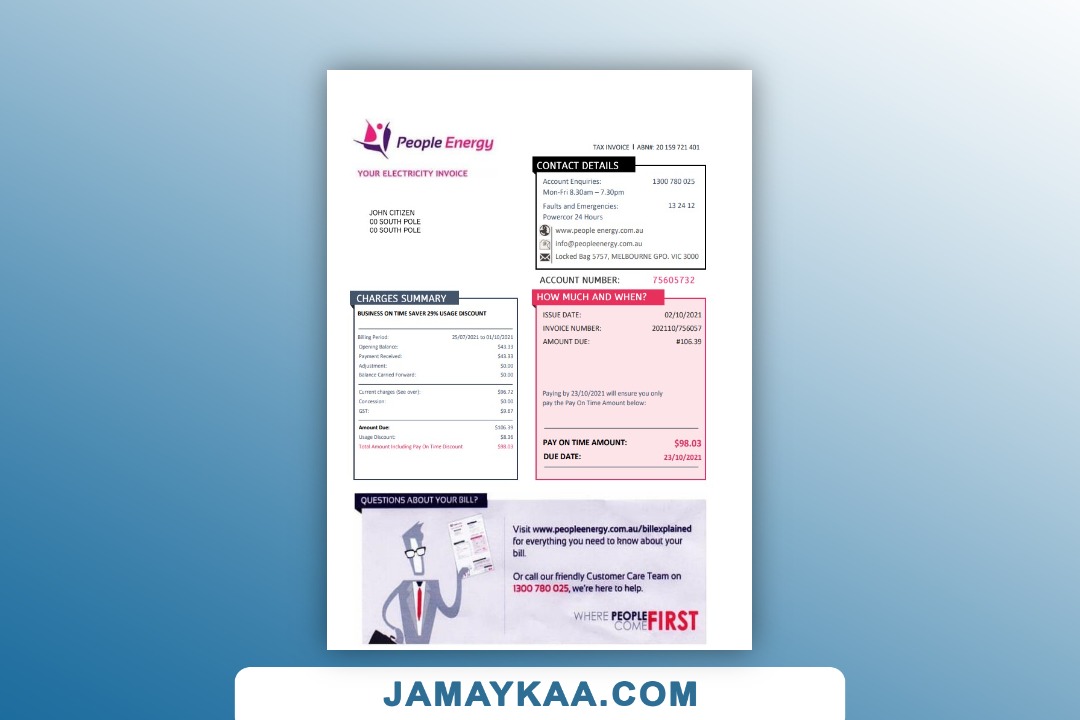 People Energy
TAX INVOICE | ABN#: 20 159 721 401
YOUR ELECTRICITY INVOICE
JOHN CITIZEN
00 SOUTH POLE
00 SOUTH POLE
CONTACT DETAILS
Account Enquiries: 1300 780 025
Mon-Fri 8.30am – 7.30pm
Faults and Emergencies: 13 24 12
Powercor 24 Hours
www.people energy.com.au
info@peopleenergy.com.au
Locked Bag 5757, MELBOURNE GPO. VIC 3000
ACCOUNT NUMBER: 75605732
CHARGES SUMMARY
BUSINESS ON TIME SAVER 29% USAGE DISCOUNT
Billing Period: 25/07/2021 to 01/10/2021
Opening Balance: $43.33
Payment Received: $43.33
Adjustment: $0.00
Balance Carried Forward: $0.00
Current charges (See over): $96.72
Concession: $0.00
GST: $9.67
Amount Due: $106.39
Usage Discount: $8.36
Total Amount Including Pay On Time Discount $98.03
HOW MUCH AND WHEN?
ISSUE DATE: 02/10/2021
INVOICE NUMBER: 202110/756057
AMOUNT DUE: #106.39
Paying by 23/10/2021 will ensure you only
pay the Pay On Time Amount below:
PAY ON TIME AMOUNT: $98.03
DUE DATE: 23/10/2021
QUESTIONS ABOUT YOUR BILL?
Visit www.peopleenergy.com.au/billexplained
for everything you need to know about your
bill.
Or call our friendly Customer Care Team on
1300 780 025, we're here to help.
WHERE PEOPLE
COME FIRST
JAMAYKAA.COM